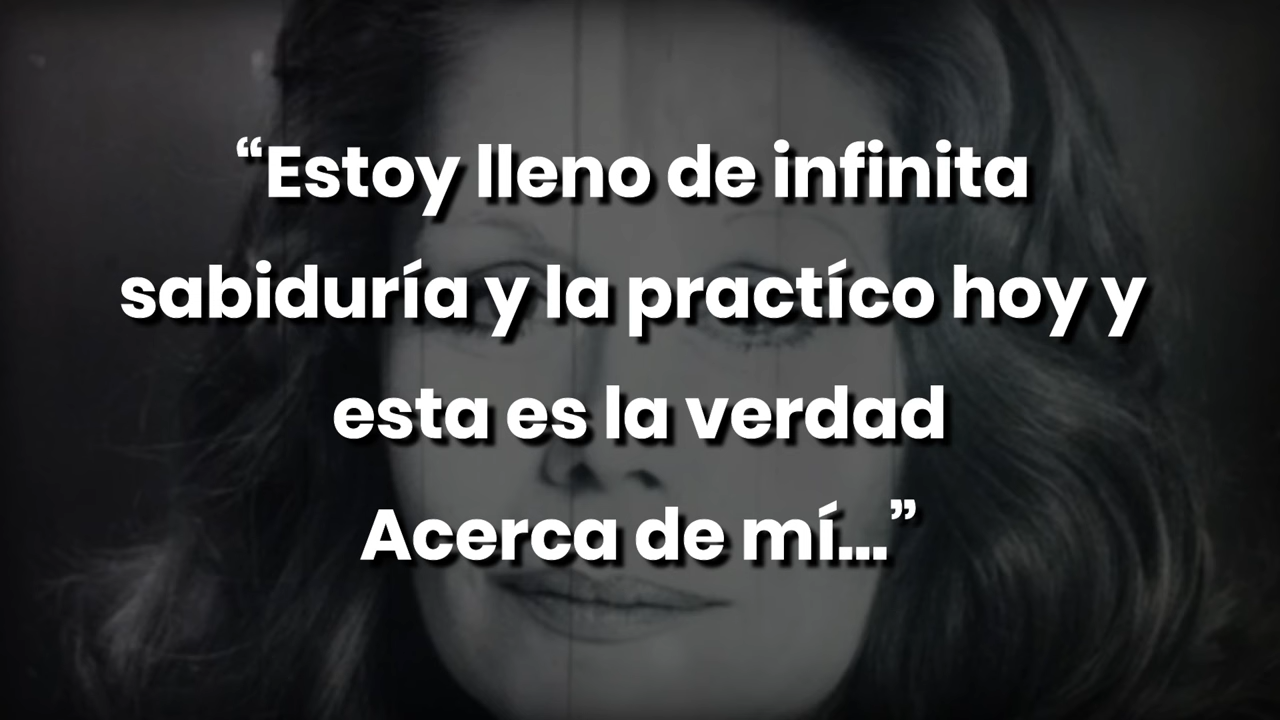 “Estoy lleno de infinita
sabiduría y la practíco hoy y
esta es la verdad
Acerca de mí...”